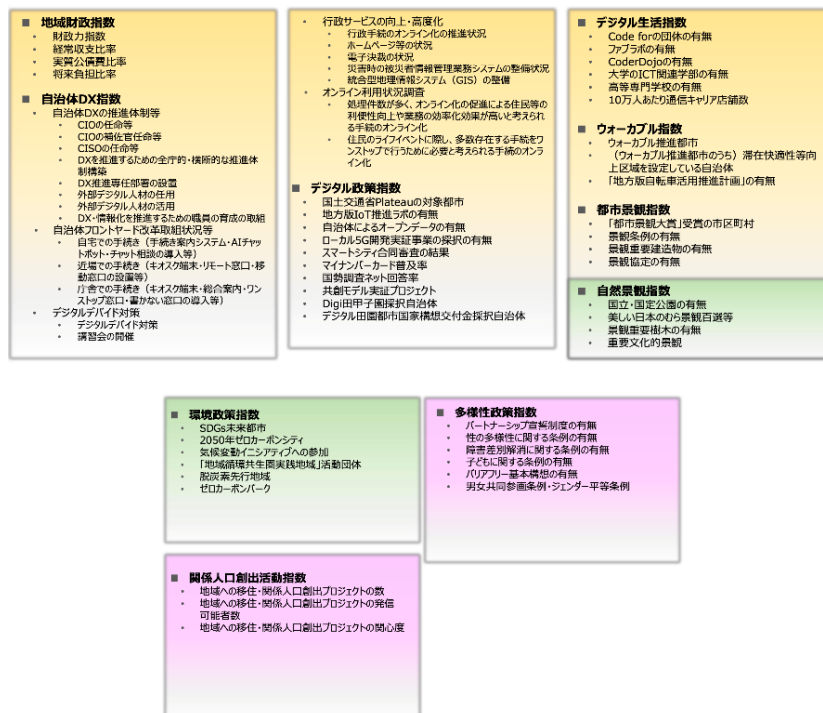 ■ 地域財政指数
・ 財政力指数
・ 経常収支比率
・ 実質公債費比率
・ 将来負担比率
■ 自治体DX指数
・ 自治体DXの推進体制等
・ CIOの任命等
・ CIOの補佐官任命等
・ CISOの任命等
・ DXを推進するための全庁的・横断的な推進体
制構築
・ DX推進専任部署の設置
・ 外部デジタル人材の任用
・ 外部デジタル人材の活用
・ DX・情報化を推進するための職員の育成の取組
・ 自治体フロントヤード改革取組状況等
・ 自宅での手続き（手続き案内システム・AIチャッ
トボット・チャット相談の導入等）
・ 近場での手続き（キオスク端末・リモート窓口・移
動窓口の設置等）
・ 庁舎での手続き（キオスク端末・総合案内・ワン
ストップ窓口・書かない窓口の導入等）
・ デジタルデバイド対策
・ デジタルデバイド対策
・ 講習会の開催
・ 行政サービスの向上・高度化
・ 行政手続のオンライン化の推進状況
・ ホームページ等の状況
・ 電子決裁の状況
・ 災害時の被災者情報管理業務システムの整備状況
・ 統合型地理情報システム（GIS）の整備
・ オンライン利用状況調査
・ 処理件数が多く、オンライン化の促進による住民等の
利便性向上や業務の効率化効果が高いと考えられ
る手続のオンライン化
・ 住民のライフイベントに際し、多数存在する手続をワ
ンストップで行うために必要と考えられる手続のオンラ
イン化
■ デジタル政策指数
・ 国土交通省Plateauの対象都市
・ 地方版IoT推進ラボの有無
・ 自治体によるオープンデータの有無
・ ローカル5G開発実証事業の採択の有無
・ スマートシティ合同審査の結果
・ マイナンバーカード普及率
・ 国勢調査ネット回答率
・ 共創モデル実証プロジェクト
・ Digi田甲子園採択自治体
・ デジタル田園都市国家構想交付金採択自治体
■ デジタル生活指数
・ Code forの団体の有無
・ ファブラボの有無
・ CoderDojoの有無
・ 大学のICT関連学部の有無
・ 高等専門学校の有無
・ 10万人あたり通信キャリア店舗数
■ ウォーカブル指数
・ ウォーカブル推進都市
・ （ウォーカブル推進都市のうち）滞在快適性等向
上区域を設定している自治体
・ 「地方版自転車活用推進計画」の有無
■ 都市景観指数
・ 「都市景観大賞」受賞の市区町村
・ 景観条例の有無
・ 景観重要建造物の有無
・ 景観協定の有無
■ 自然景観指数
・ 国立・国定公園の有無
・ 美しい日本のむら景観百選等
・ 景観重要樹木の有無
・ 重要文化的景観
■ 環境政策指数
・ SDGs未来都市
・ 2050年ゼロカーボンシティ
・ 気候変動イニシアティブへの参加
・ 「地域循環共生圏実践地域」活動団体
・ 脱炭素先行地域
・ ゼロカーボンパーク
■ 多様性政策指数
・ パートナーシップ宣誓制度の有無
・ 性の多様性に関する条例の有無
・ 障害差別解消に関する条例の有無
・ 子どもに関する条例の有無
・ バリアフリー基本構想の有無
・ 男女共同参画条例・ジェンダー平等条例
■ 関係人口創出活動指数
・ 地域への移住・関係人口創出プロジェクトの数
・ 地域への移住・関係人口創出プロジェクトの発信
可能者数
・ 地域への移住・関係人口創出プロジェクトの関心度